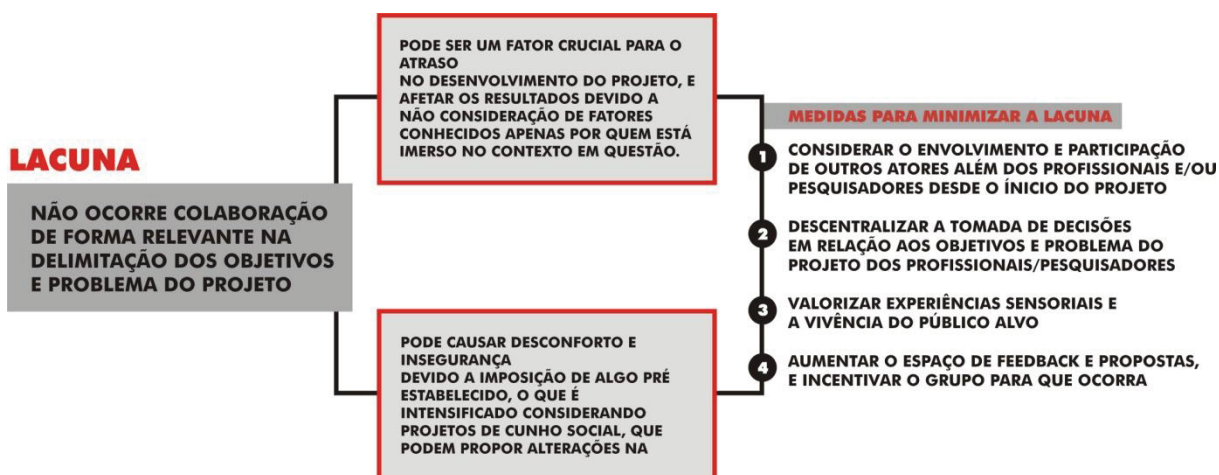 LACUNA
NÃO OCORRE COLABORAÇÃO
DE FORMA RELEVANTE NA
DELIMITAÇÃO DOS OBJETIVOS
E PROBLEMA DO PROJETO
PODE SER UM FATOR CRUCIAL PARA O
ATRASO
NO DESENVOLVIMENTO DO PROJETO, E
AFETAR OS RESULTADOS DEVIDO A
NÃO CONSIDERAÇÃO DE FATORES
CONHECIDOS APENAS POR QUEM ESTÁ
IMERSO NO CONTEXTO EM QUESTÃO.
PODE CAUSAR DESCONFORTO E
INSEGURANÇA
DEVIDO A IMPOSIÇÃO DE ALGO PRÉ
ESTABELECIDO, O QUE É
INTENSIFICADO CONSIDERANDO
PROJETOS DE CUNHO SOCIAL, QUE
PODEM PROPOR ALTERAÇÕES NA
MEDIDAS PARA MINIMIZAR A LACUNA
1 CONSIDERAR O ENVOLVIMENTO E PARTICIPAÇÃO
DE OUTROS ATORES ALÉM DOS PROFISSIONAIS E/OU
PESQUISADORES DESDE O ÍNICIO DO PROJETO
2 DESCENTRALIZAR A TOMADA DE DECISÕES
EM RELAÇÃO AOS OBJETIVOS E PROBLEMA DO
PROJETO DOS PROFISSIONAIS/PESQUISADORES
3 VALORIZAR EXPERIÊNCIAS SENSORIAIS E
A VIVÊNCIA DO PÚBLICO ALVO
4 AUMENTAR O ESPAÇO DE FEEDBACK E PROPOSTAS,
E INCENTIVAR O GRUPO PARA QUE OCORRA